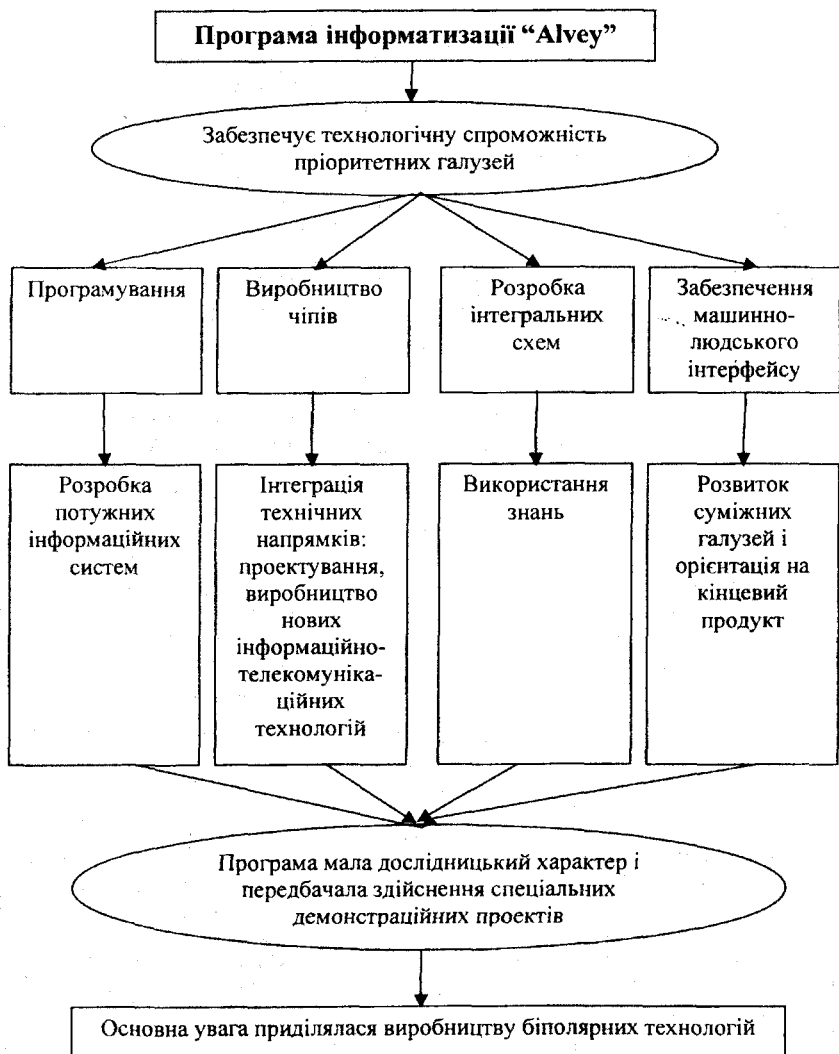 Програма інформатизації “Alvey”
Забезпечує технологічну спроможність
пріоритетних галузей
Програмування
Виробництво
чіпів
Розробка
інтегральних
схем
Забезпечення
машинно-
людського
інтерфейсу
Розробка
потужних
інформаційних
систем
Інтеграція
технічних
напрямків:
проектування,
виробництво
нових
інформаційно-
телекомуніка-
ційних
технологій
Використання
знань
Розвиток
суміжних
галузей і
орієнтація на
кінцевий
продукт
Програма мала дослідницький характер і
передбачала здійснення спеціальних
демонстраційних проектів
Основна увага приділялася виробництву біполярних технологій